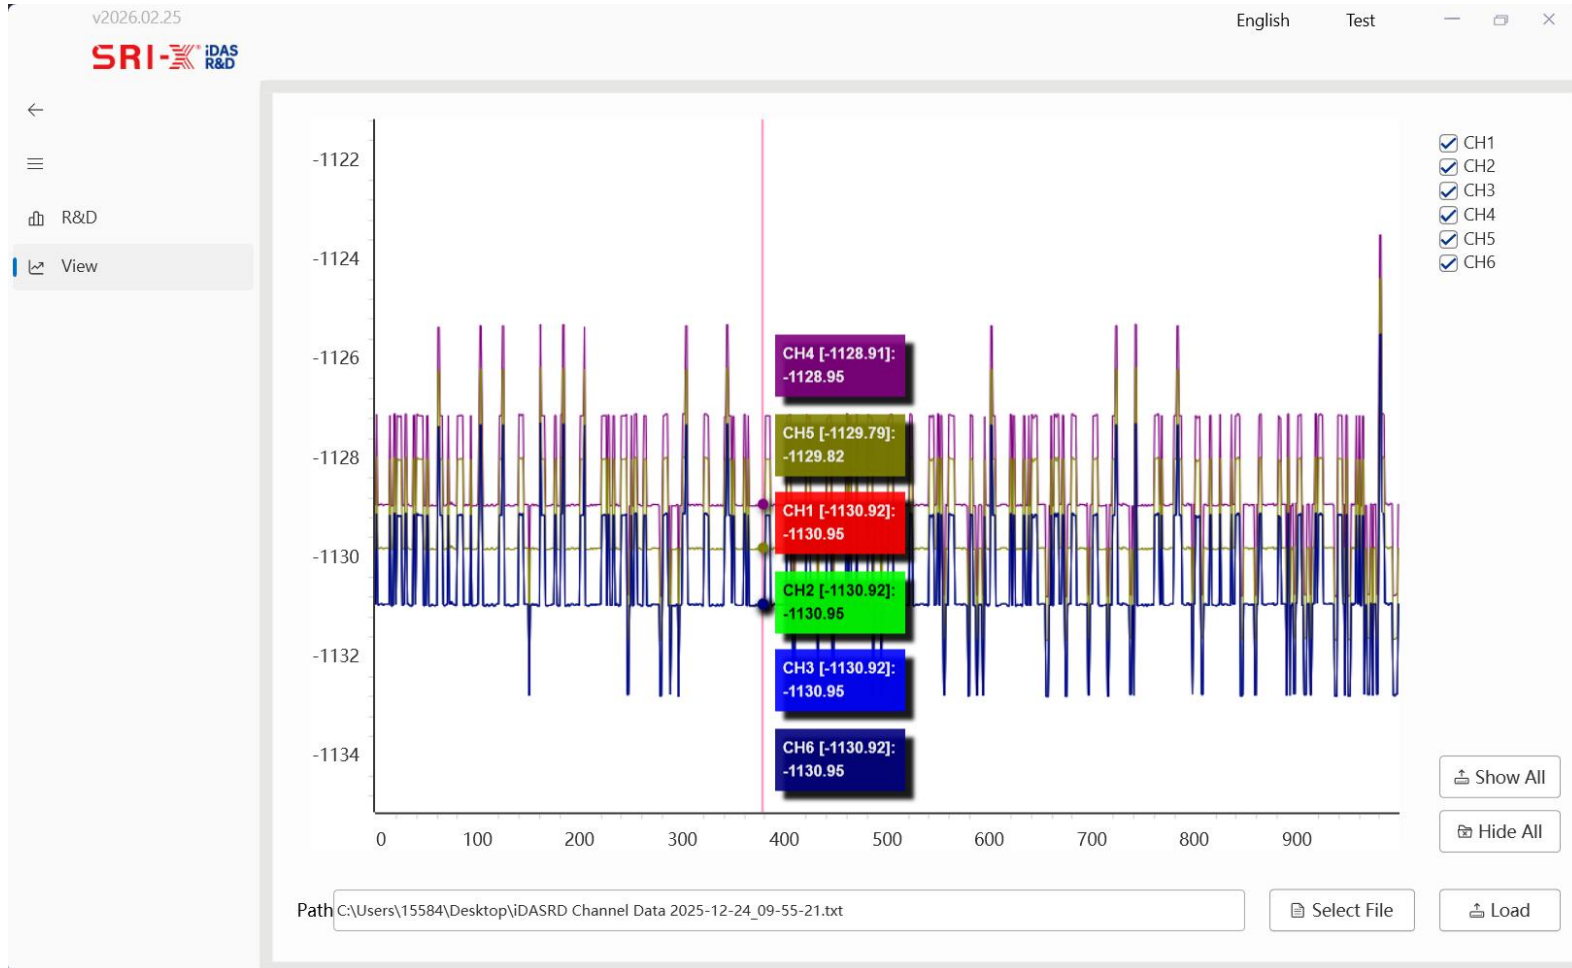 v2026.02.25
English Test
SRI-X iDAS R&D
R&D
View
-1122
-1124
-1126
-1128
-1130
-1132
-1134
CH4 [-1128.91]:
-1128.95
CH5 [-1129.79]:
-1129.82
CH1 [-1130.92]:
-1130.95
CH2 [-1130.92]:
-1130.95
CH3 [-1130.92]:
-1130.95
CH6 [-1130.92]:
-1130.95
0 100 200 300 400 500 600 700 800 900
CH1
CH2
CH3
CH4
CH5
CH6
Show All
Hide All
Path C:\Users\15584\Desktop\iDASRD Channel Data 2025-12-24_09-55-21.txt
Select File
Load